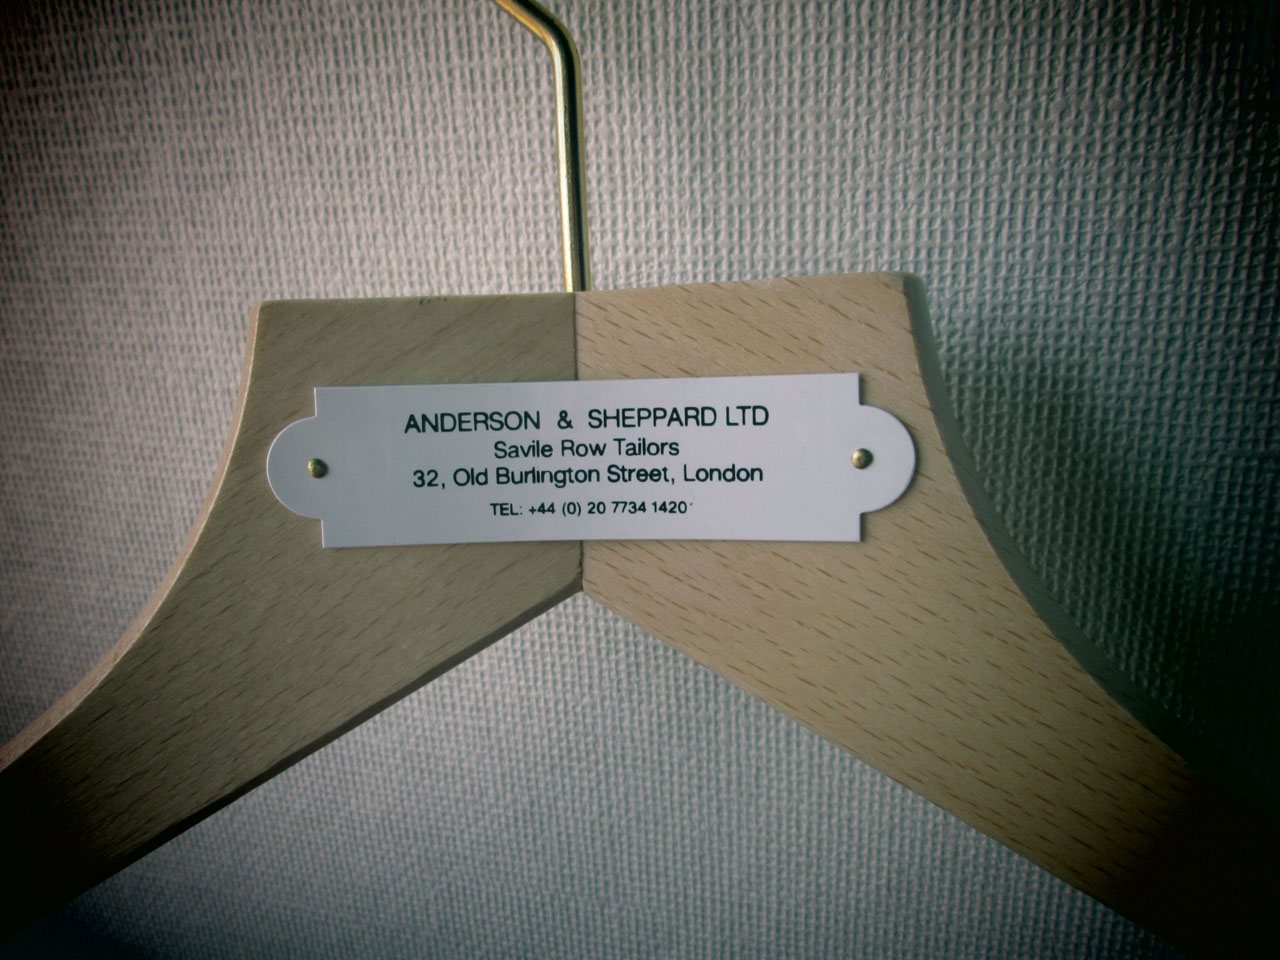 ANDERSON & SHEPPARD LTD
Savile Row Tailors
32, Old Burlington Street, London
TEL: +44 (0) 20 7734 1420